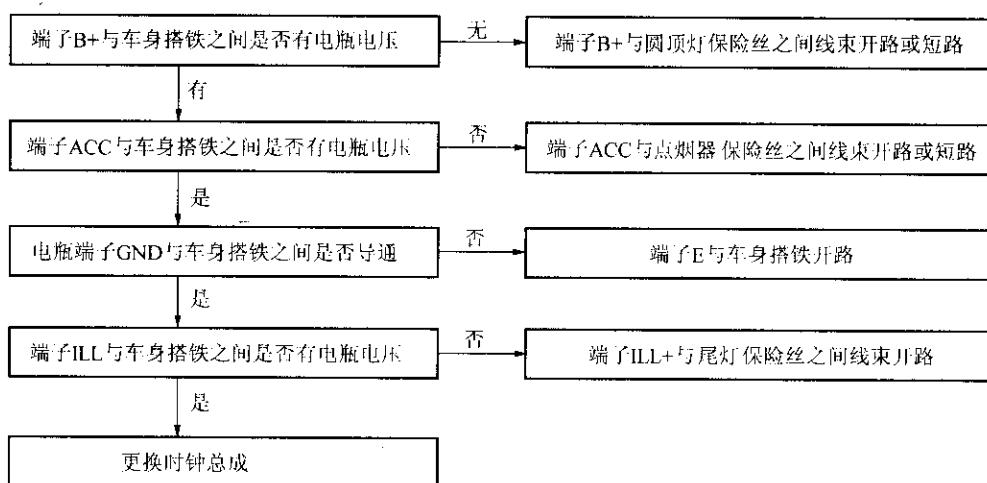 端子B+与车身搭铁之间是否有电瓶电压
无
端子B+与圆顶灯保险丝之间线束开路或短路
有
端子ACC与车身搭铁之间是否有电瓶电压
否
端子ACC与点烟器保险丝之间线束开路或短路
是
电瓶端子GND与车身搭铁之间是否导通
否
端子E与车身搭铁开路
是
端子ILL与车身搭铁之间是否有电瓶电压
否
端子ILL+与尾灯保险丝之间线束开路
是
更换时钟总成